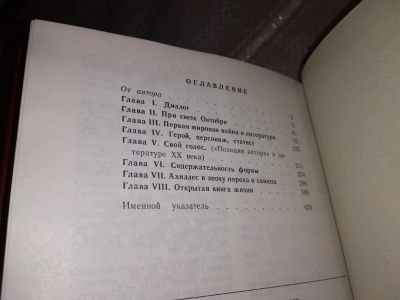 ОГЛАВЛЕНИЕ
От автора
Глава I. Диалог
Глава II. При свете Октября
Глава III. Первая мировая война и литература
Глава IV. Герой, персонаж, статист
Глава V. Свой голос. («Позиция автора» в ли-
тературе XX века)
Глава VI. Содержательность формы
Глава VII. Ахиллес в эпоху пороха и свинца
Глава VIII. Открытая книга жизни
Именной указатель